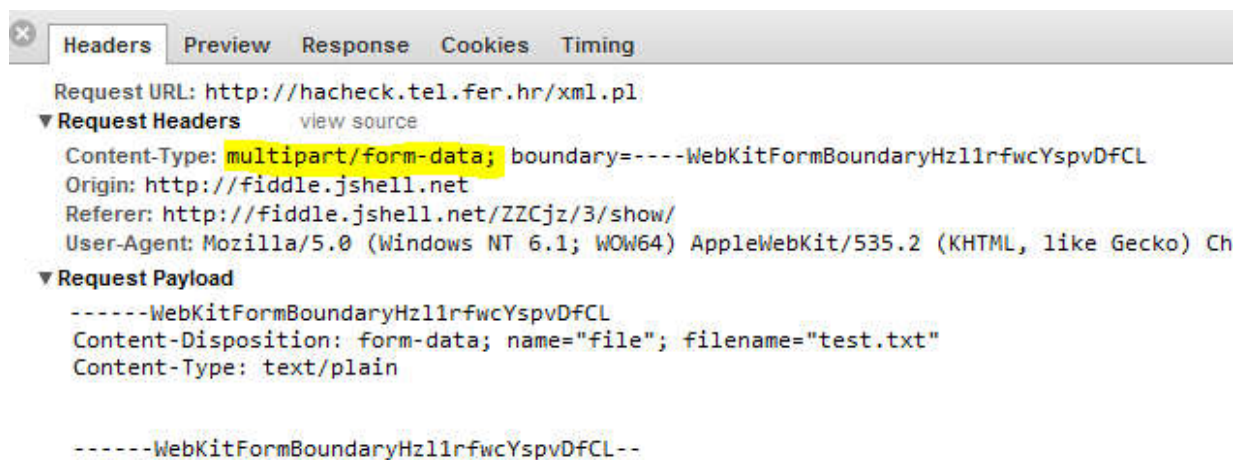 Headers Preview Response Cookies Timing
Request URL: http://hacheck.tel.fer.hr/xml.pl
▼Request Headers view source
Content-Type: multipart/form-data; boundary=----WebKitFormBoundaryHzl1rfwcYspvDfCL
Origin: http://fiddle.jshell.net
Referer: http://fiddle.jshell.net/ZZCjz/3/show/
User-Agent: Mozilla/5.0 (Windows NT 6.1; WOW64) AppleWebKit/535.2 (KHTML, like Gecko) Ch
▼Request Payload
------WebKitFormBoundaryHzl1rfwcYspvDfCL
Content-Disposition: form-data; name="file"; filename="test.txt"
Content-Type: text/plain
------WebKitFormBoundaryHzl1rfwcYspvDfCL--